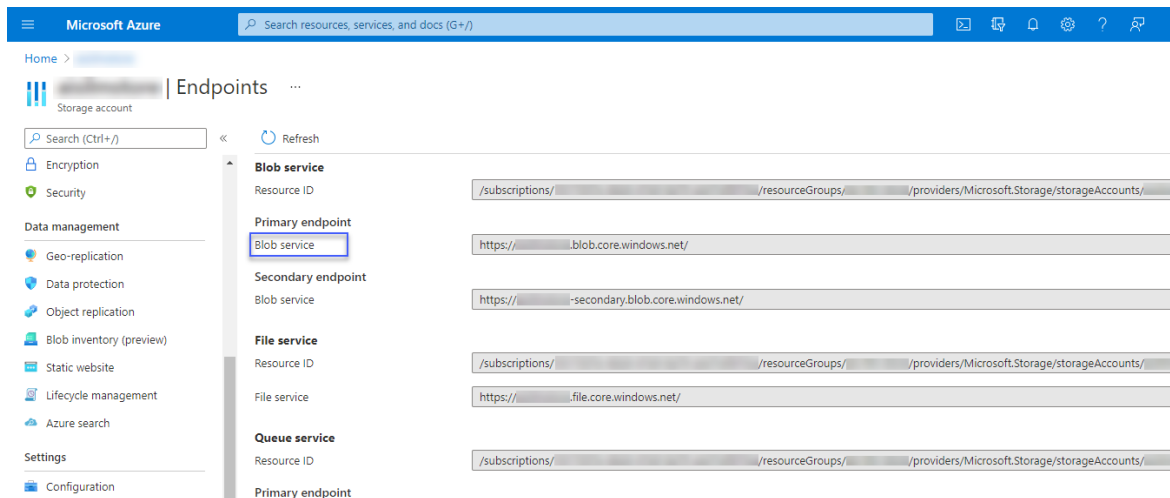 Microsoft Azure
Search resources, services, and docs (G+/)
Home >
| Endpoints ...
Storage account
Search (Ctrl+/)
«
Refresh
Encryption
Security
Data management
Geo-replication
Data protection
Object replication
Blob inventory (preview)
Static website
Lifecycle management
Azure search
Settings
Configuration
Blob service
Resource ID
/subscriptions/ /resourceGroups/ /providers/Microsoft.Storage/storageAccounts/
Primary endpoint
Blob service
https:// .blob.core.windows.net/
Secondary endpoint
Blob service
https:// -secondary.blob.core.windows.net/
File service
Resource ID
/subscriptions/ /resourceGroups/ /providers/Microsoft.Storage/storageAccounts/
File service
https:// .file.core.windows.net/
Queue service
Resource ID
/subscriptions/ /resourceGroups/ /providers/Microsoft.Storage/storageAccounts/
Primary endpoint